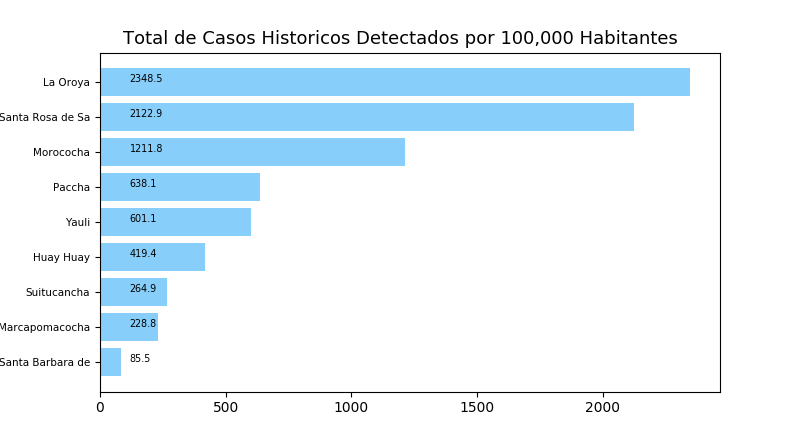 Total de Casos Historicos Detectados por 100,000 Habitantes
La Oroya 2348.5
Santa Rosa de Sa 2122.9
Morococha 1211.8
Paccha 638.1
Yauli 601.1
Huay Huay 419.4
Suitucancha 264.9
Marcapomacocha 228.8
Santa Barbara de 85.5
0 500 1000 1500 2000